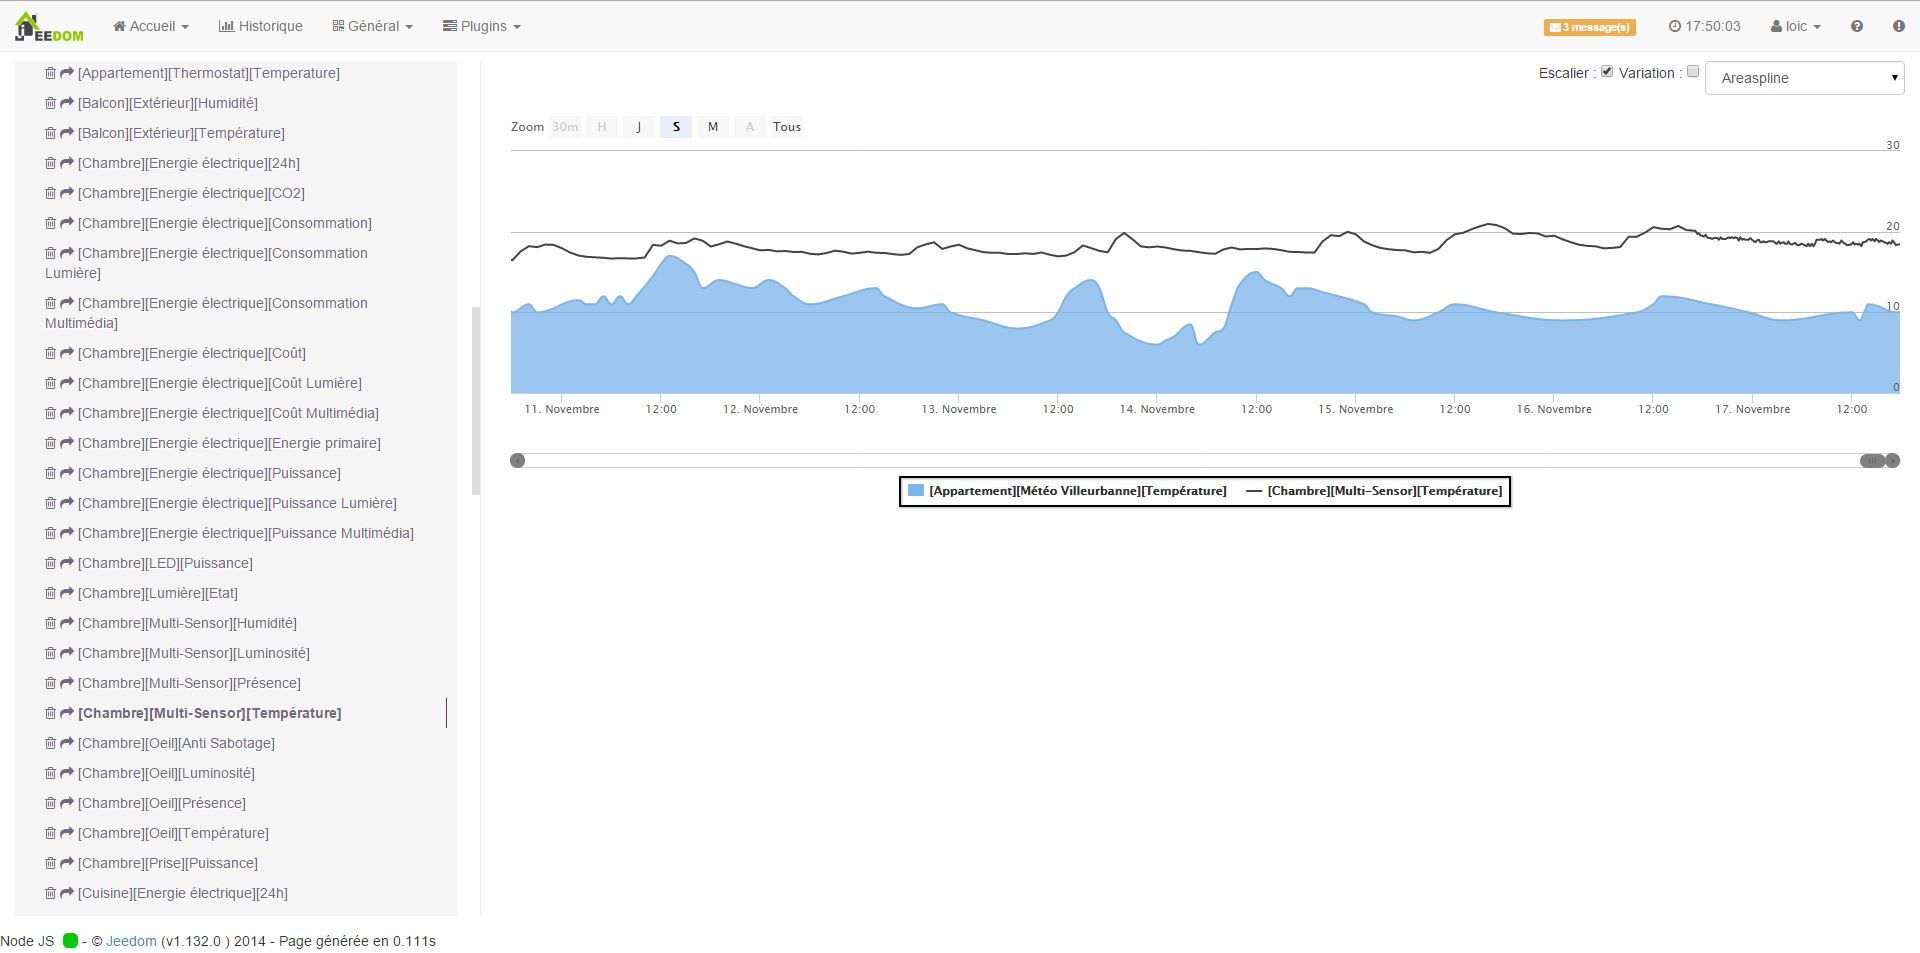 JEEDOM Accueil Historique Général Plugins 3 message(s) 17:50:03 loic
[Appartement][Thermostat][Temperature]
[Balcon][Extérieur][Humidité]
[Balcon][Extérieur][Température]
[Chambre][Energie électrique][24h]
[Chambre][Energie électrique][CO2]
[Chambre][Energie électrique][Consommation]
[Chambre][Energie électrique][Consommation
Lumière]
[Chambre][Energie électrique][Consommation
Multimédia]
[Chambre][Energie électrique][Coût]
[Chambre][Energie électrique][Coût Lumière]
[Chambre][Energie électrique][Coût Multimédia]
[Chambre][Energie électrique][Energie primaire]
[Chambre][Energie électrique][Puissance]
[Chambre][Energie électrique][Puissance Lumière]
[Chambre][Energie électrique][Puissance Multimédia]
[Chambre][LED][Puissance]
[Chambre][Lumière][Etat]
[Chambre][Multi-Sensor][Humidité]
[Chambre][Multi-Sensor][Luminosité]
[Chambre][Multi-Sensor][Présence]
[Chambre][Multi-Sensor][Température]
[Chambre][Oeil][Anti Sabotage]
[Chambre][Oeil][Luminosité]
[Chambre][Oeil][Présence]
[Chambre][Oeil][Température]
[Chambre][Prise][Puissance]
[Cuisine][Energie électrique][24h]
Escalier : Variation : Areaspline
Zoom 30m H J S M A Tous
30
20
10
0
11. Novembre 12:00 12. Novembre 12:00 13. Novembre 12:00 14. Novembre 12:00 15. Novembre 12:00 16. Novembre 12:00 17. Novembre 12:00
[Appartement][Météo Villeurbanne][Température] [Chambre][Multi-Sensor][Température]
Node JS - © Jeedom (v1.132.0 ) 2014 - Page générée en 0.111s